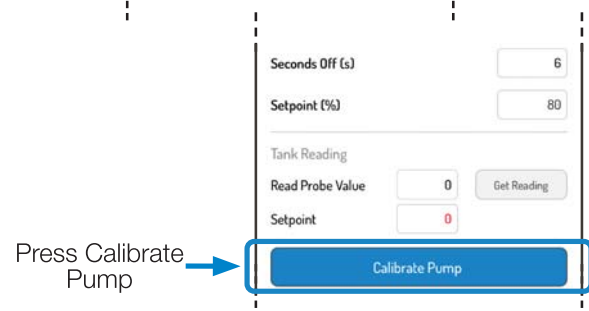 Seconds Off (s) 6
Setpoint (%) 80
Tank Reading
Read Probe Value 0 Get Reading
Setpoint 0
Press Calibrate
Pump
Calibrate Pump